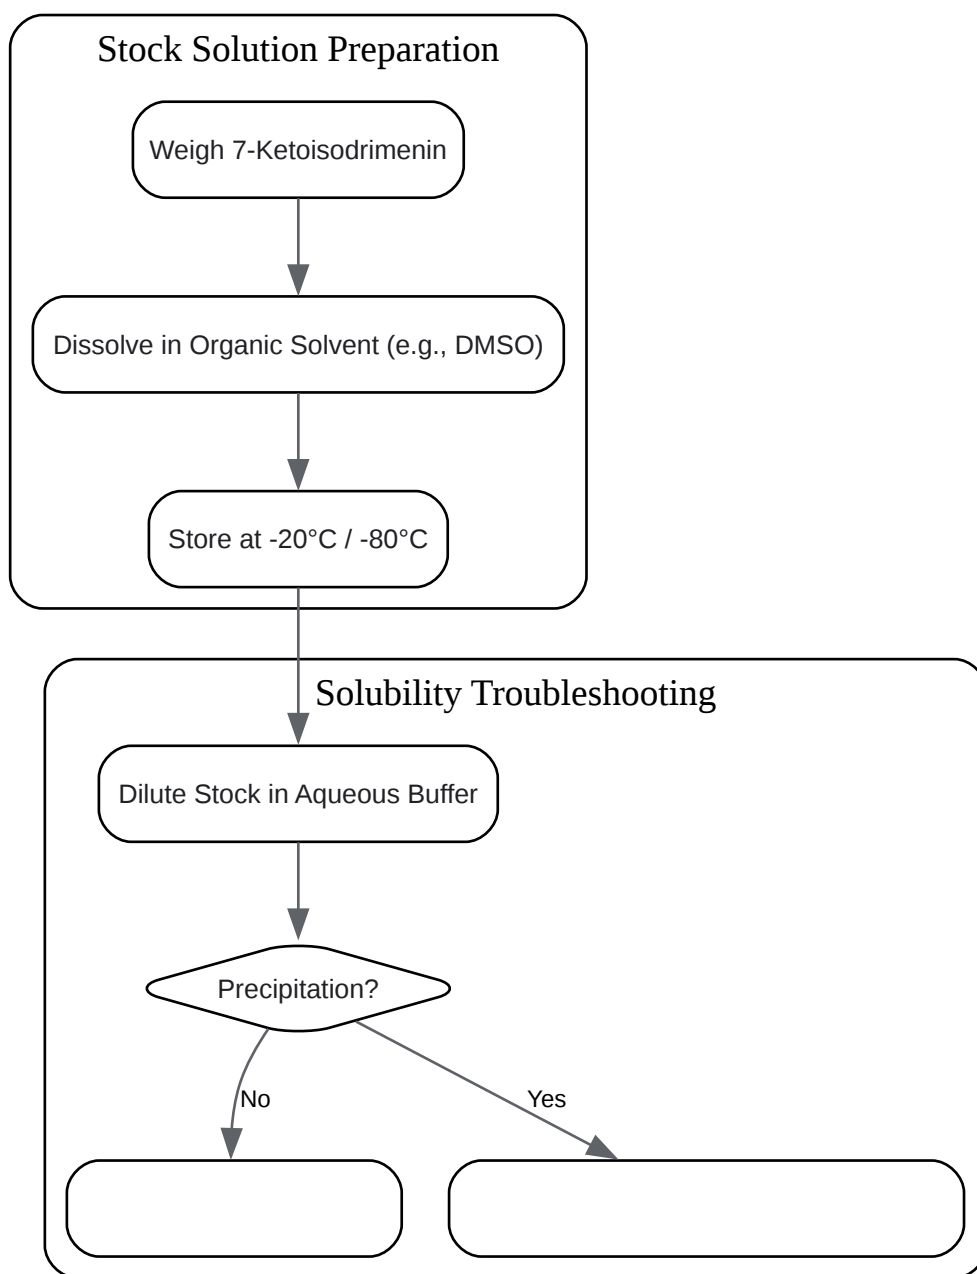 Stock Solution Preparation
Weigh 7-Ketoisodrimenin
Dissolve in Organic Solvent (e.g., DMSO)
Store at -20°C / -80°C
Solubility Troubleshooting
Dilute Stock in Aqueous Buffer
Precipitation?
No
Yes